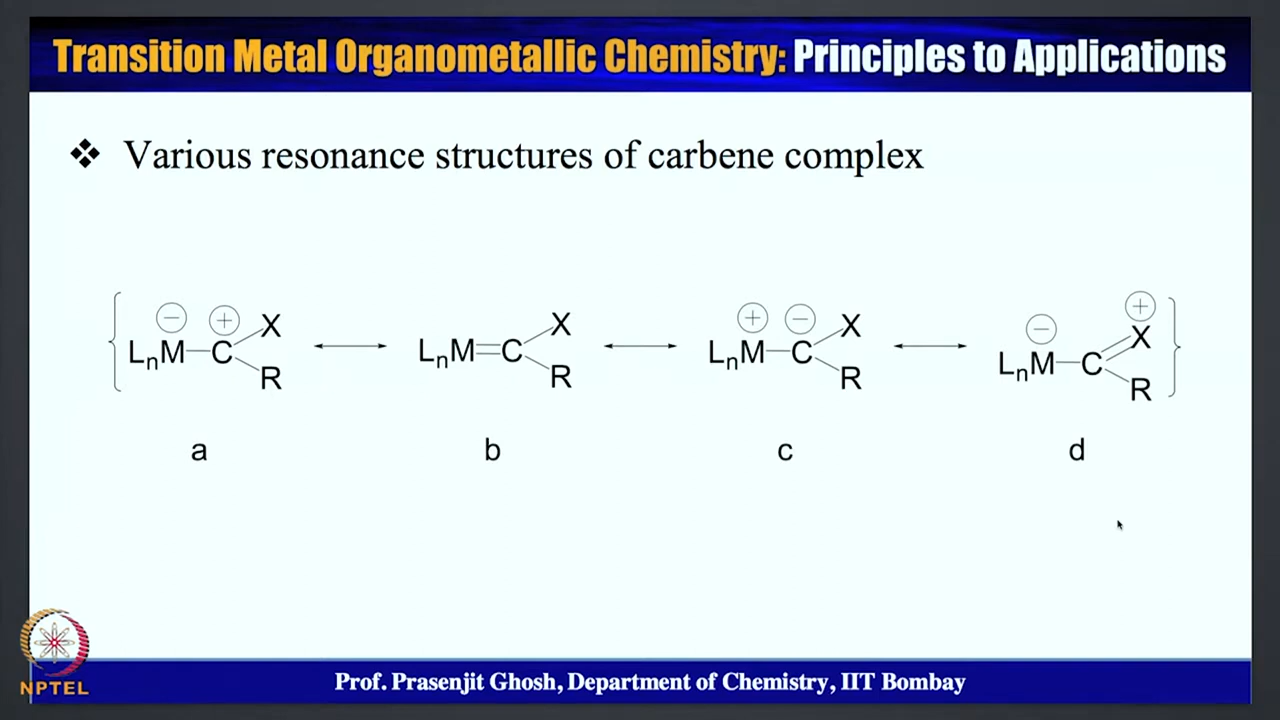 Transition Metal Organometallic Chemistry: Principles to Applications
❖ Various resonance structures of carbene complex
LnM–C X R ⊖ ⊕ ↔ LnM=C X R ↔ LnM–C X R ⊕ ⊖ ↔ LnM–C X R ⊖ ⊕
a b c d
NPTEL
Prof. Prasenjit Ghosh, Department of Chemistry, IIT Bombay